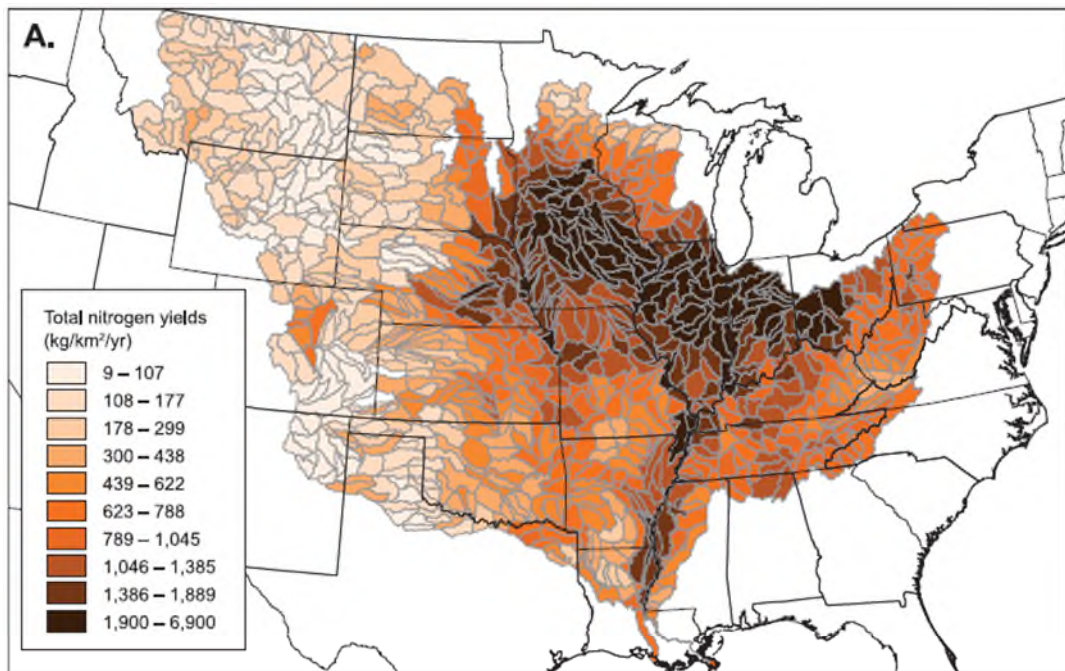 A.
Total nitrogen yields
(kg/km²/yr)
9 – 107
108 – 177
178 – 299
300 – 438
439 – 622
623 – 788
789 – 1,045
1,046 – 1,385
1,386 – 1,889
1,900 – 6,900